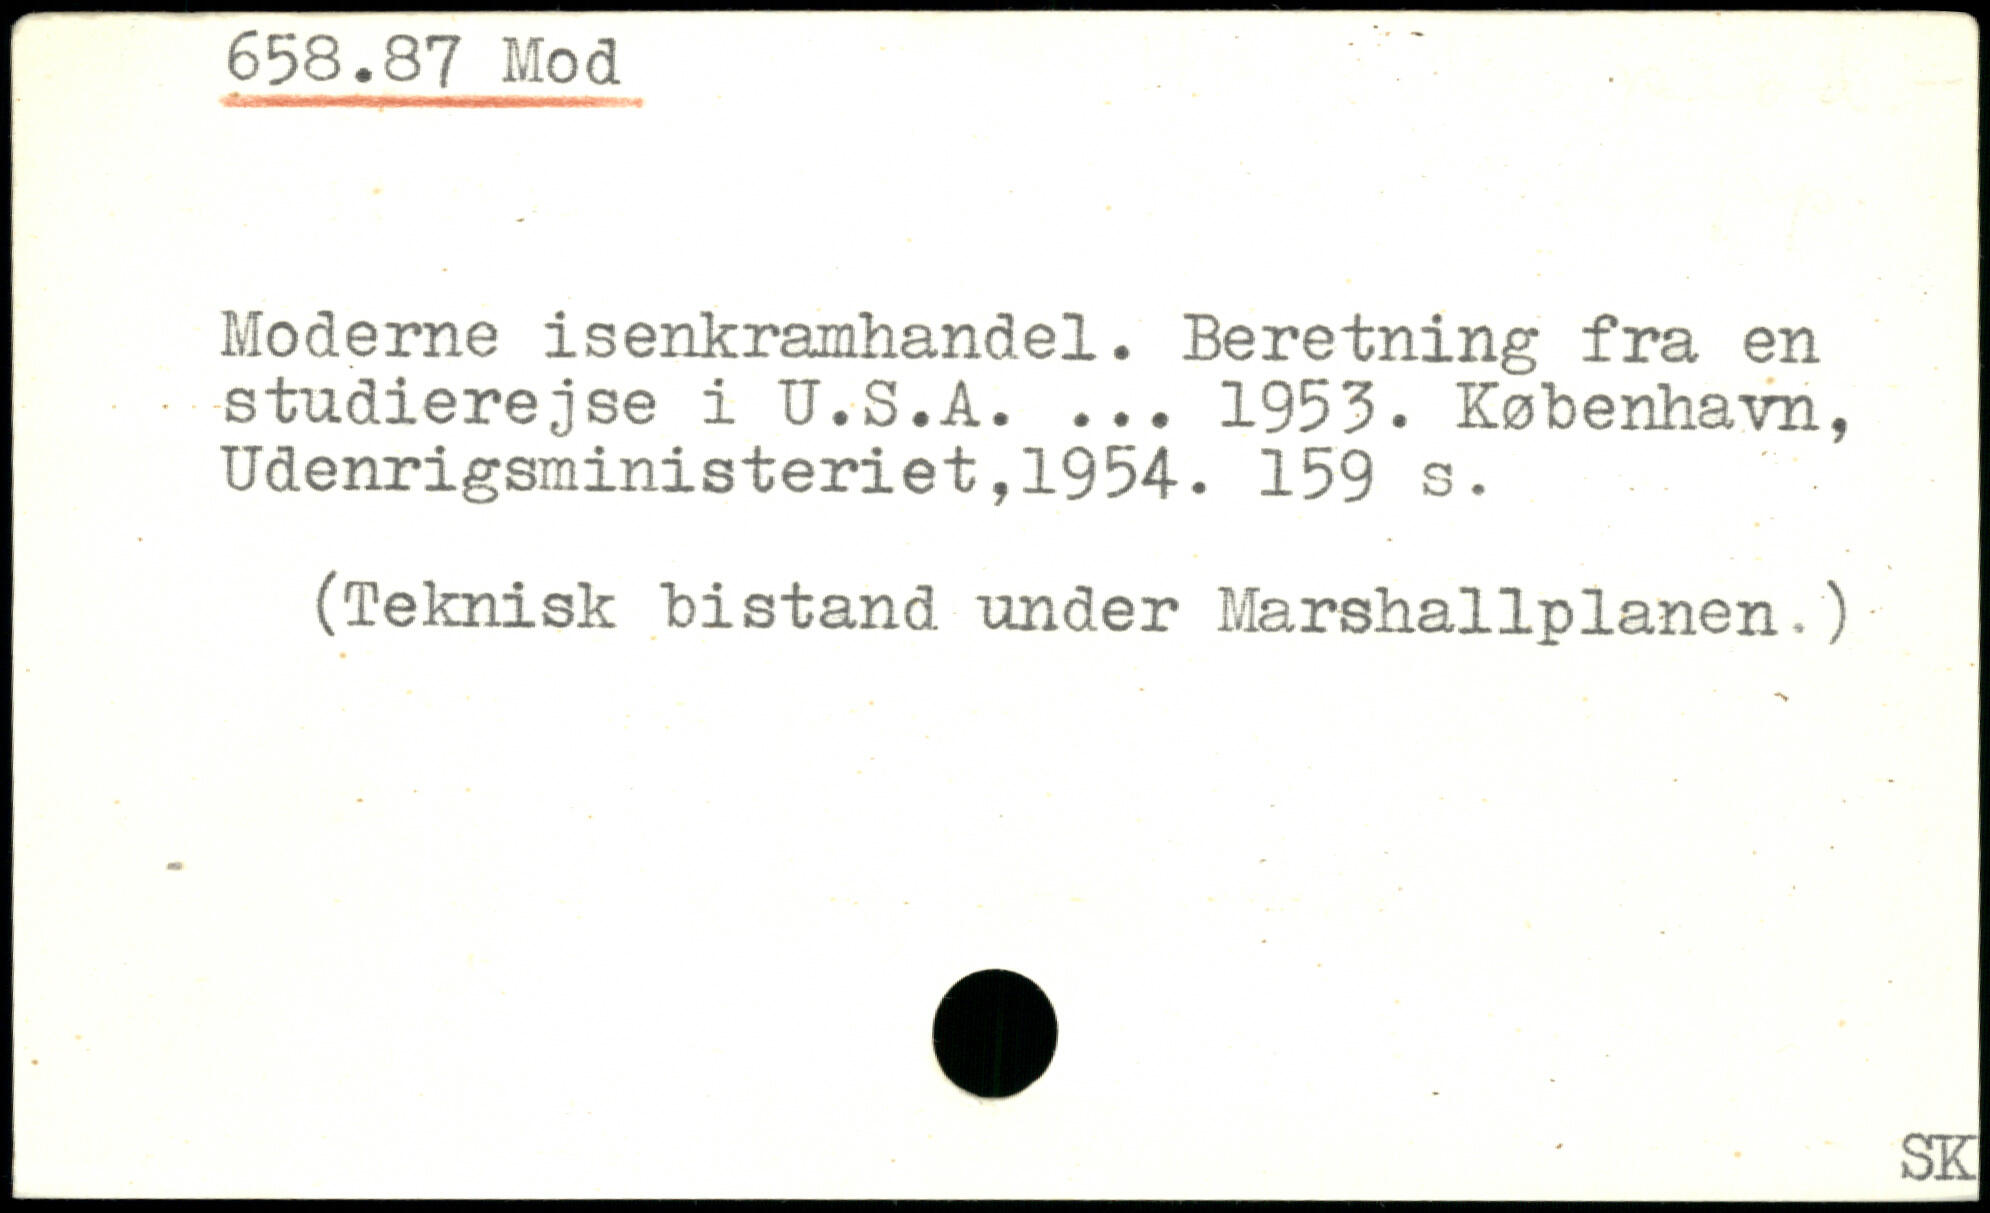 658.87 Mod
Moderne isenkramhandel. Beretning fra en
studierejse i U.S.A. ... 1953. København,
Udenrigsministeriet,1954. 159 s.
(Teknisk bistand under Marshallplanen.)
SK